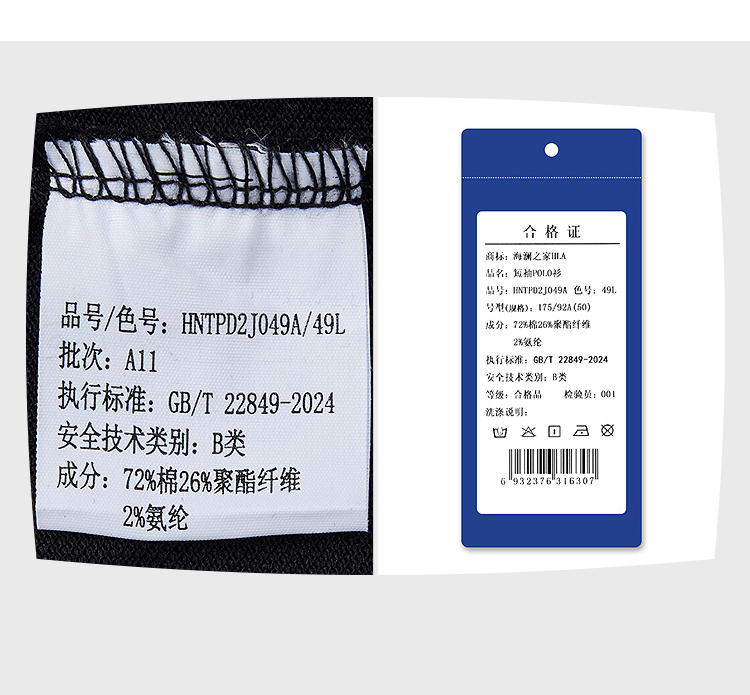 品号/色号: HNTPD2J049A/49L
批次: A11
执行标准: GB/T 22849-2024
安全技术类别: B类
成分: 72%棉26%聚酯纤维
2%氨纶
合格证
商标: 海澜之家HLA
品名: 短袖POLO衫
品号: HNTPD2J049A 色号: 49L
号型(规格): 175/92A(50)
成分: 72%棉26%聚酯纤维
2%氨纶
执行标准: GB/T 22849-2024
安全技术类别: B类
等级: 合格品 检验员: 001
洗涤说明:
6 932376 316307